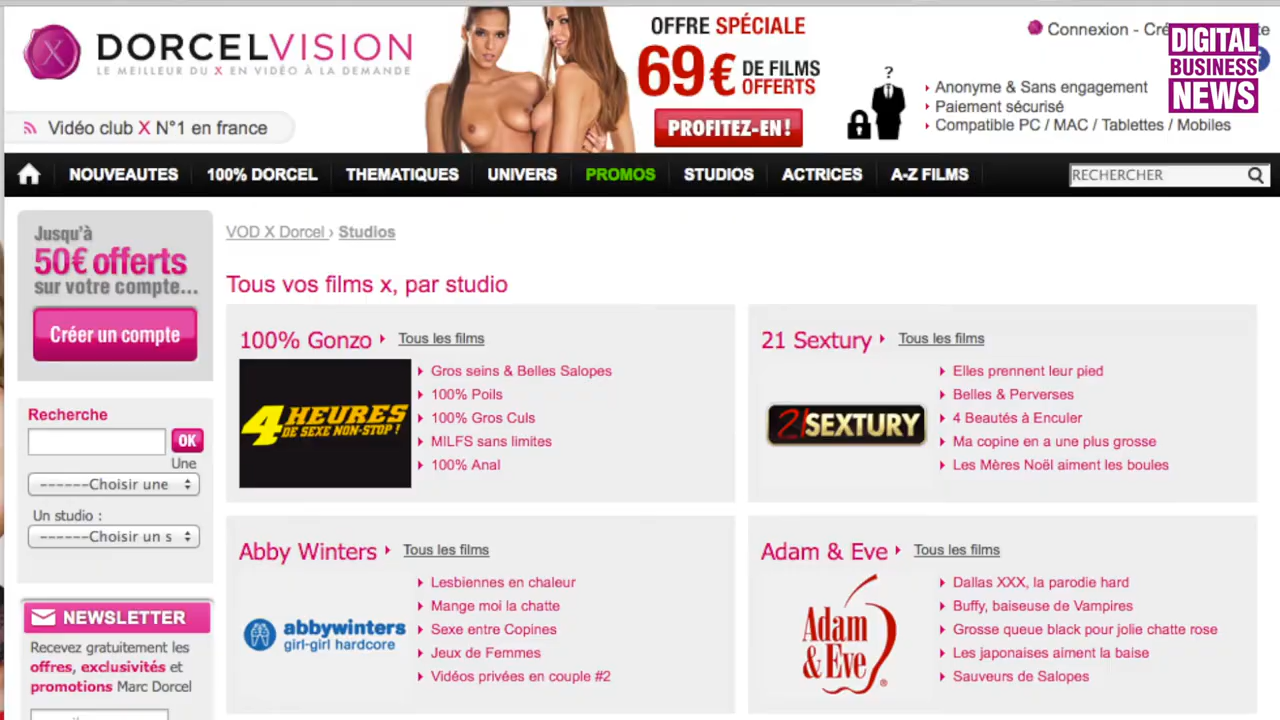 DORCELVISION
LE MEILLEUR DU X EN VIDÉO À LA DEMANDE
Vidéo club X N°1 en france
OFFRE SPÉCIALE
69€ DE FILMS OFFERTS
PROFITEZ-EN !
?
Connexion - Cré
Anonyme & Sans engagement
Paiement sécurisé
Compatible PC / MAC / Tablettes / Mobiles
DIGITAL
BUSINESS
NEWS
NOUVEAUTES 100% DORCEL THEMATIQUES UNIVERS PROMOS STUDIOS ACTRICES A-Z FILMS RECHERCHER
Jusqu'à
50€ offerts
sur votre compte...
Créer un compte
Recherche
OK
Une
------Choisir une
Un studio :
------Choisir un s
NEWSLETTER
Recevez gratuitement les
offres, exclusivités et
promotions Marc Dorcel
VOD X Dorcel › Studios
Tous vos films x, par studio
100% Gonzo Tous les films
4 HEURES
DE SEXE NON-STOP !
Gros seins & Belles Salopes
100% Poils
100% Gros Culs
MILFS sans limites
100% Anal
21 Sextury Tous les films
21SEXTURY
Elles prennent leur pied
Belles & Perverses
4 Beautés à Enculer
Ma copine en a une plus grosse
Les Mères Noël aiment les boules
Abby Winters Tous les films
abbywinters
girl-girl hardcore
Lesbiennes en chaleur
Mange moi la chatte
Sexe entre Copines
Jeux de Femmes
Vidéos privées en couple #2
Adam & Eve Tous les films
Adam
& Eve
Dallas XXX, la parodie hard
Buffy, baiseuse de Vampires
Grosse queue black pour jolie chatte rose
Les japonaises aiment la baise
Sauveurs de Salopes